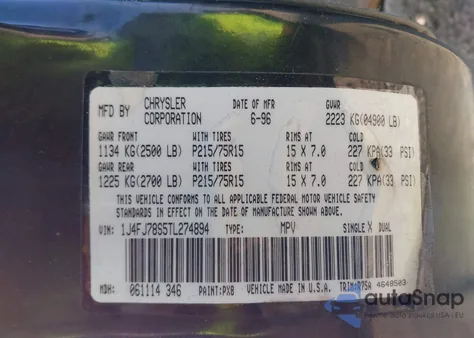 MFD BY CHRYSLER CORPORATION DATE OF MFR 6-96 GVWR 2223 KG(04900 LB)
GAWR FRONT WITH TIRES RIMS AT COLD
1134 KG(2500 LB) P215/75R15 15 X 7.0 227 KPA(33 PSI)
GAWR REAR WITH TIRES RIMS AT COLD
1225 KG(2700 LB) P215/75R15 15 X 7.0 227 KPA(33 PSI)
THIS VEHICLE CONFORMS TO ALL APPLICABLE FEDERAL MOTOR VEHICLE SAFETY
STANDARDS IN EFFECT ON THE DATE OF MANUFACTURE SHOWN ABOVE.
VIN: 1J4FJ78S5TL274894 TYPE: MPV SINGLE X DUAL
MDH: 061114 346 PAINT:PX8 VEHICLE MADE IN U.S.A. TRIM:R7SA 4648503
autoSnap